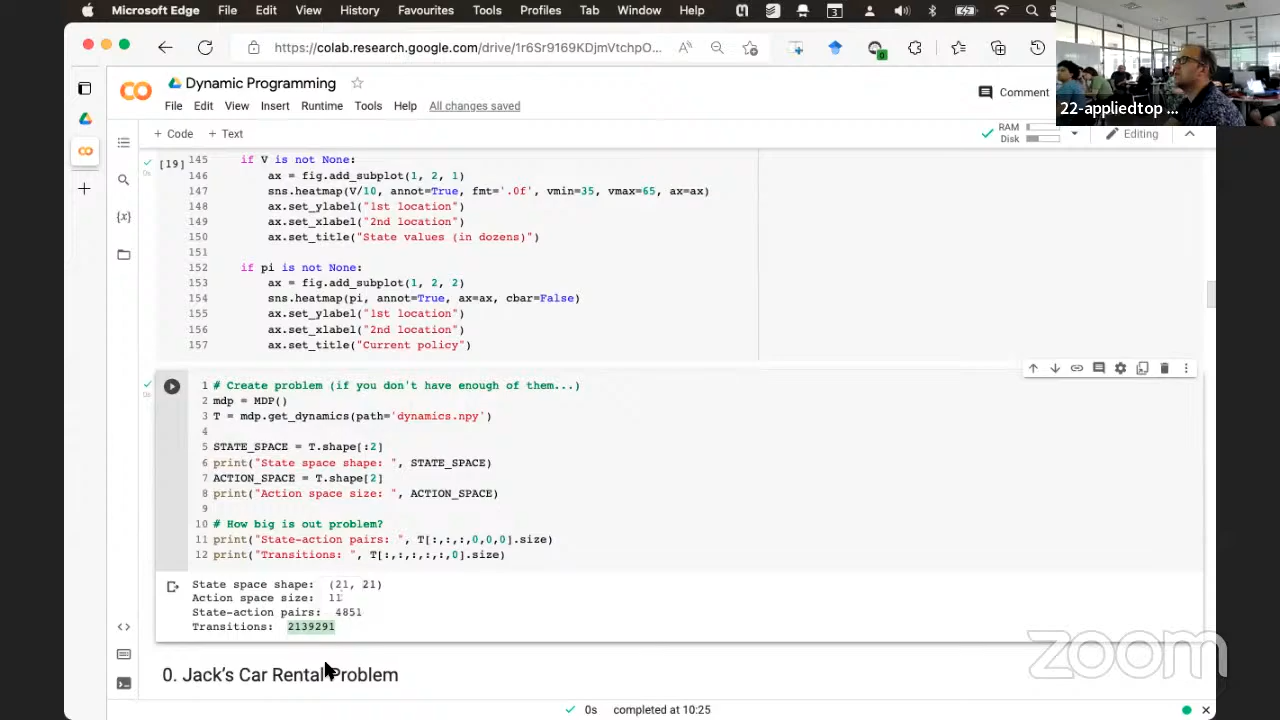 Microsoft Edge File Edit View History Favourites Tools Profiles Tab Window Help
https://colab.research.google.com/drive/1r6Sr9169KDjmVtchpO...
Dynamic Programming
File Edit View Insert Runtime Tools Help All changes saved
Comment
22-appliedtop ...
+ Code + Text
RAM
Disk
Editing
[19]
145 if V is not None:
146 ax = fig.add_subplot(1, 2, 1)
147 sns.heatmap(V/10, annot=True, fmt='.0f', vmin=35, vmax=65, ax=ax)
148 ax.set_ylabel("1st location")
149 ax.set_xlabel("2nd location")
150 ax.set_title("State values (in dozens)")
151
152 if pi is not None:
153 ax = fig.add_subplot(1, 2, 2)
154 sns.heatmap(pi, annot=True, ax=ax, cbar=False)
155 ax.set_ylabel("1st location")
156 ax.set_xlabel("2nd location")
157 ax.set_title("Current policy")
1 # Create problem (if you don't have enough of them...)
2 mdp = MDP()
3 T = mdp.get_dynamics(path='dynamics.npy')
4
5 STATE_SPACE = T.shape[:2]
6 print("State space shape: ", STATE_SPACE)
7 ACTION_SPACE = T.shape[2]
8 print("Action space size: ", ACTION_SPACE)
9
10 # How big is out problem?
11 print("State-action pairs: ", T[:,:,:,0,0,0].size)
12 print("Transitions: ", T[:,:,:,:,:,0].size)
State space shape: (21, 21)
Action space size: 11
State-action pairs: 4851
Transitions: 2139291
0. Jack's Car Rental Problem
zoom
0s completed at 10:25